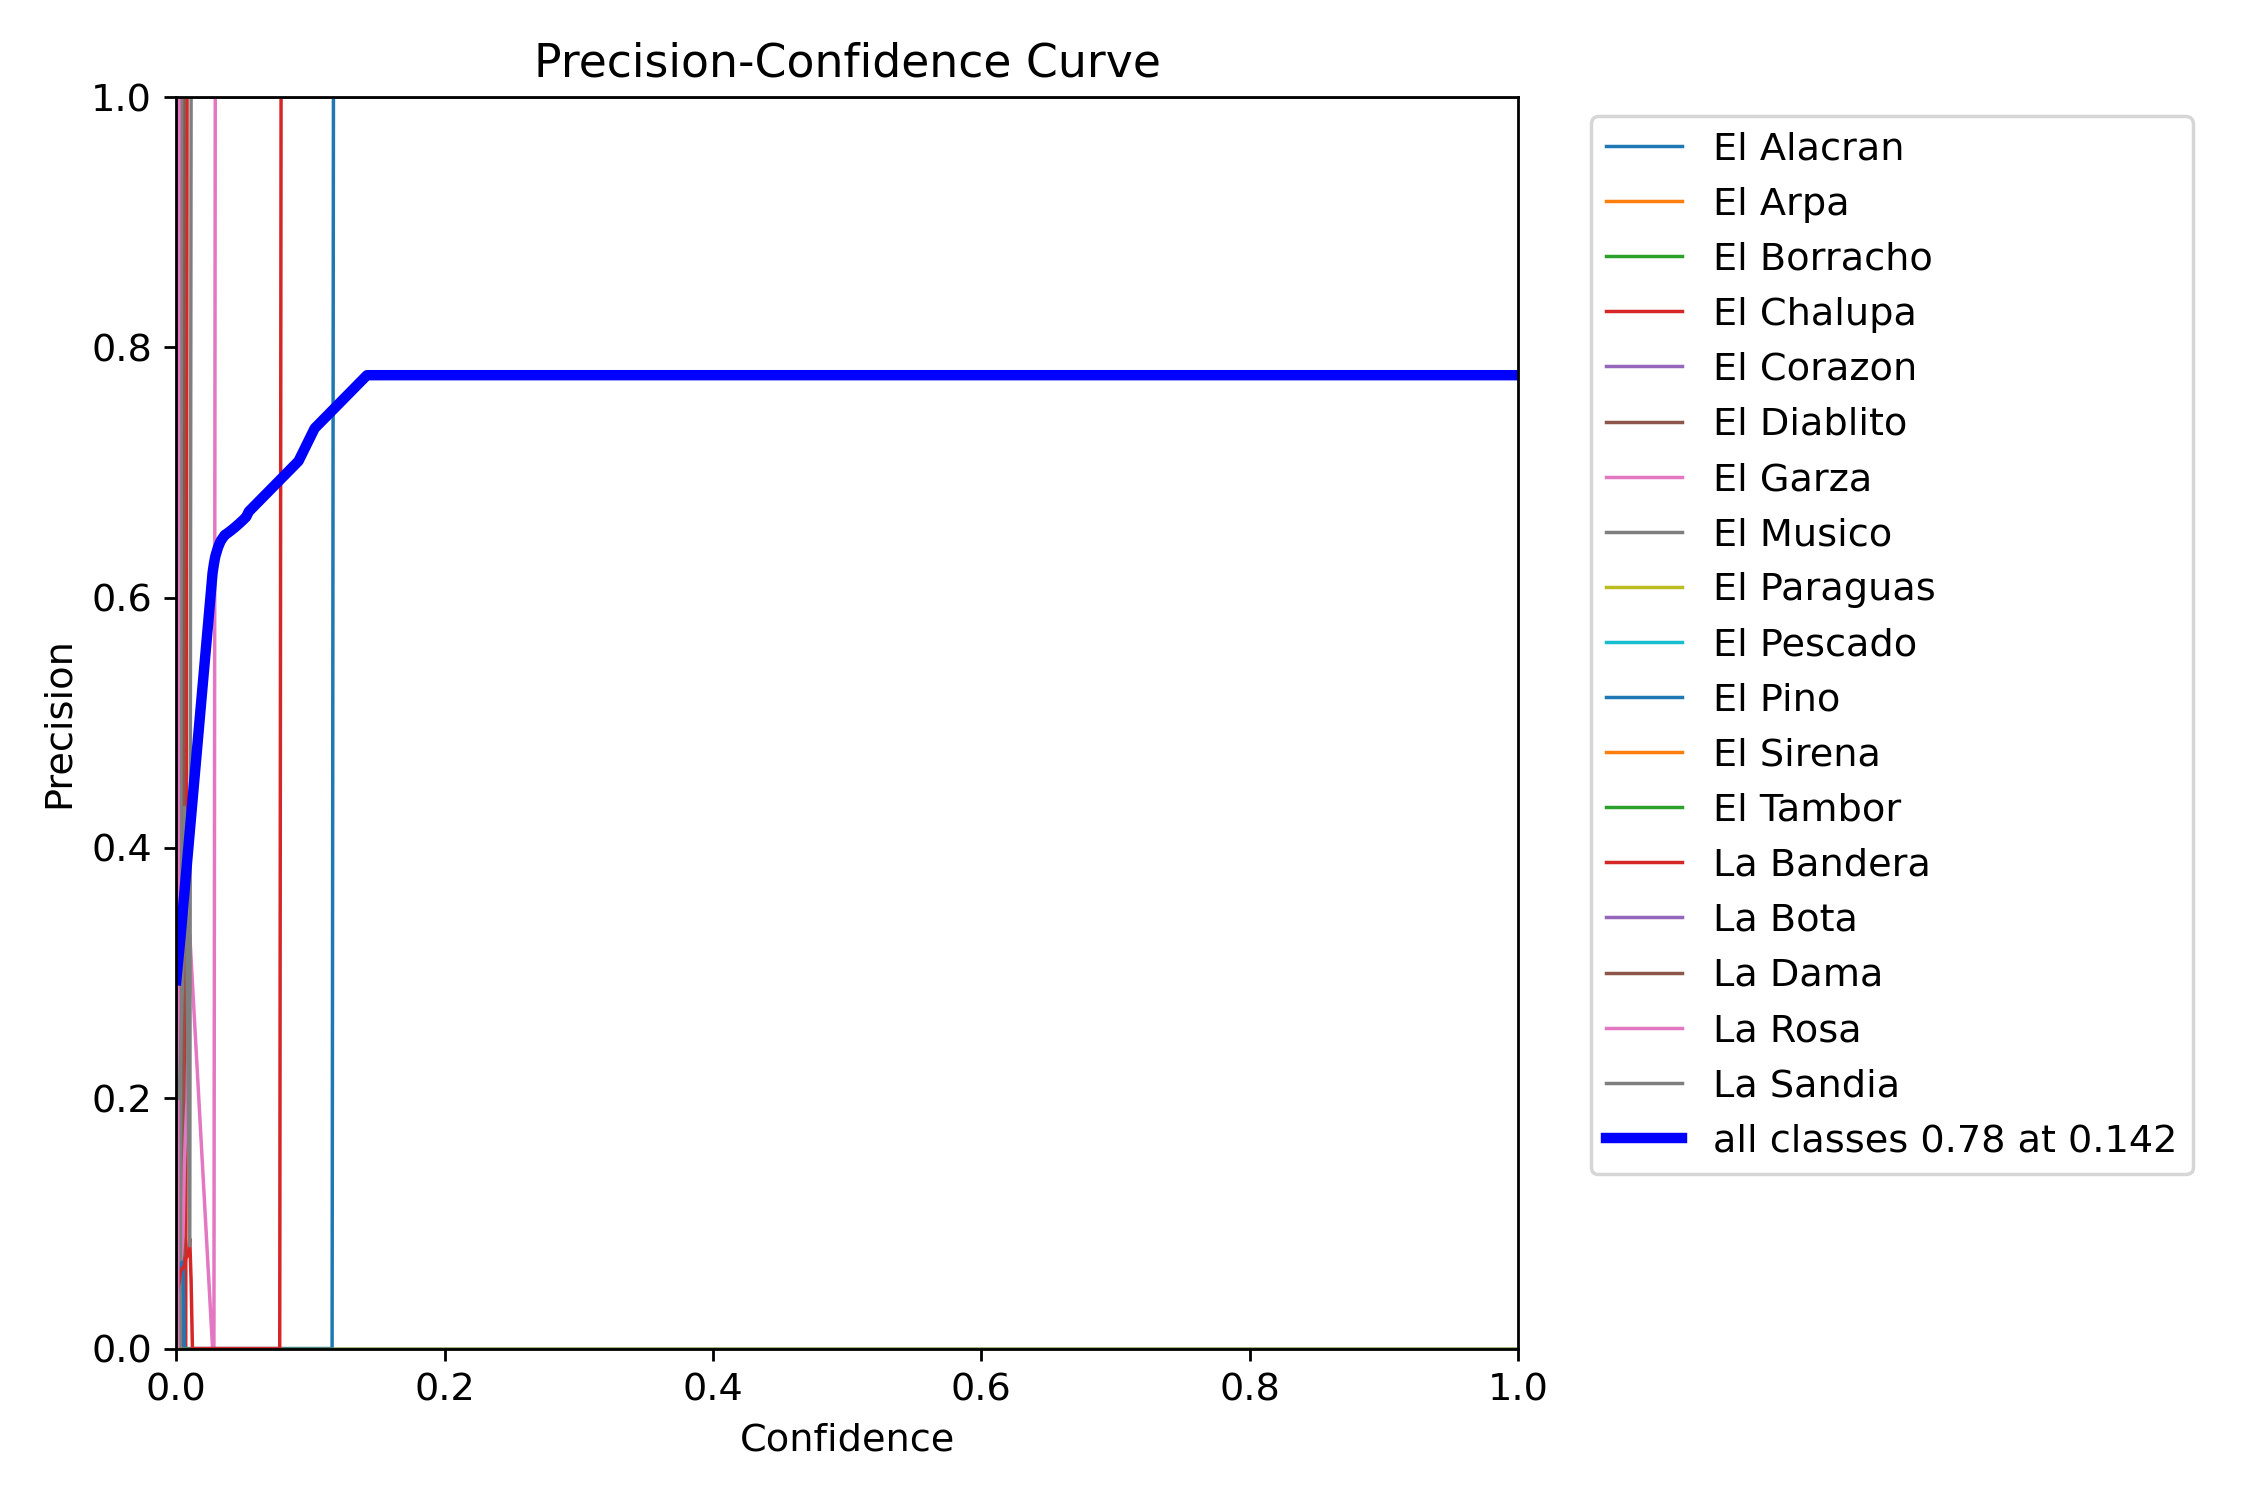 Precision-Confidence Curve
1.0
0.8
0.6
0.4
0.2
0.0
Precision
0.0 0.2 0.4 0.6 0.8 1.0
Confidence
El Alacran
El Arpa
El Borracho
El Chalupa
El Corazon
El Diablito
El Garza
El Musico
El Paraguas
El Pescado
El Pino
El Sirena
El Tambor
La Bandera
La Bota
La Dama
La Rosa
La Sandia
all classes 0.78 at 0.142